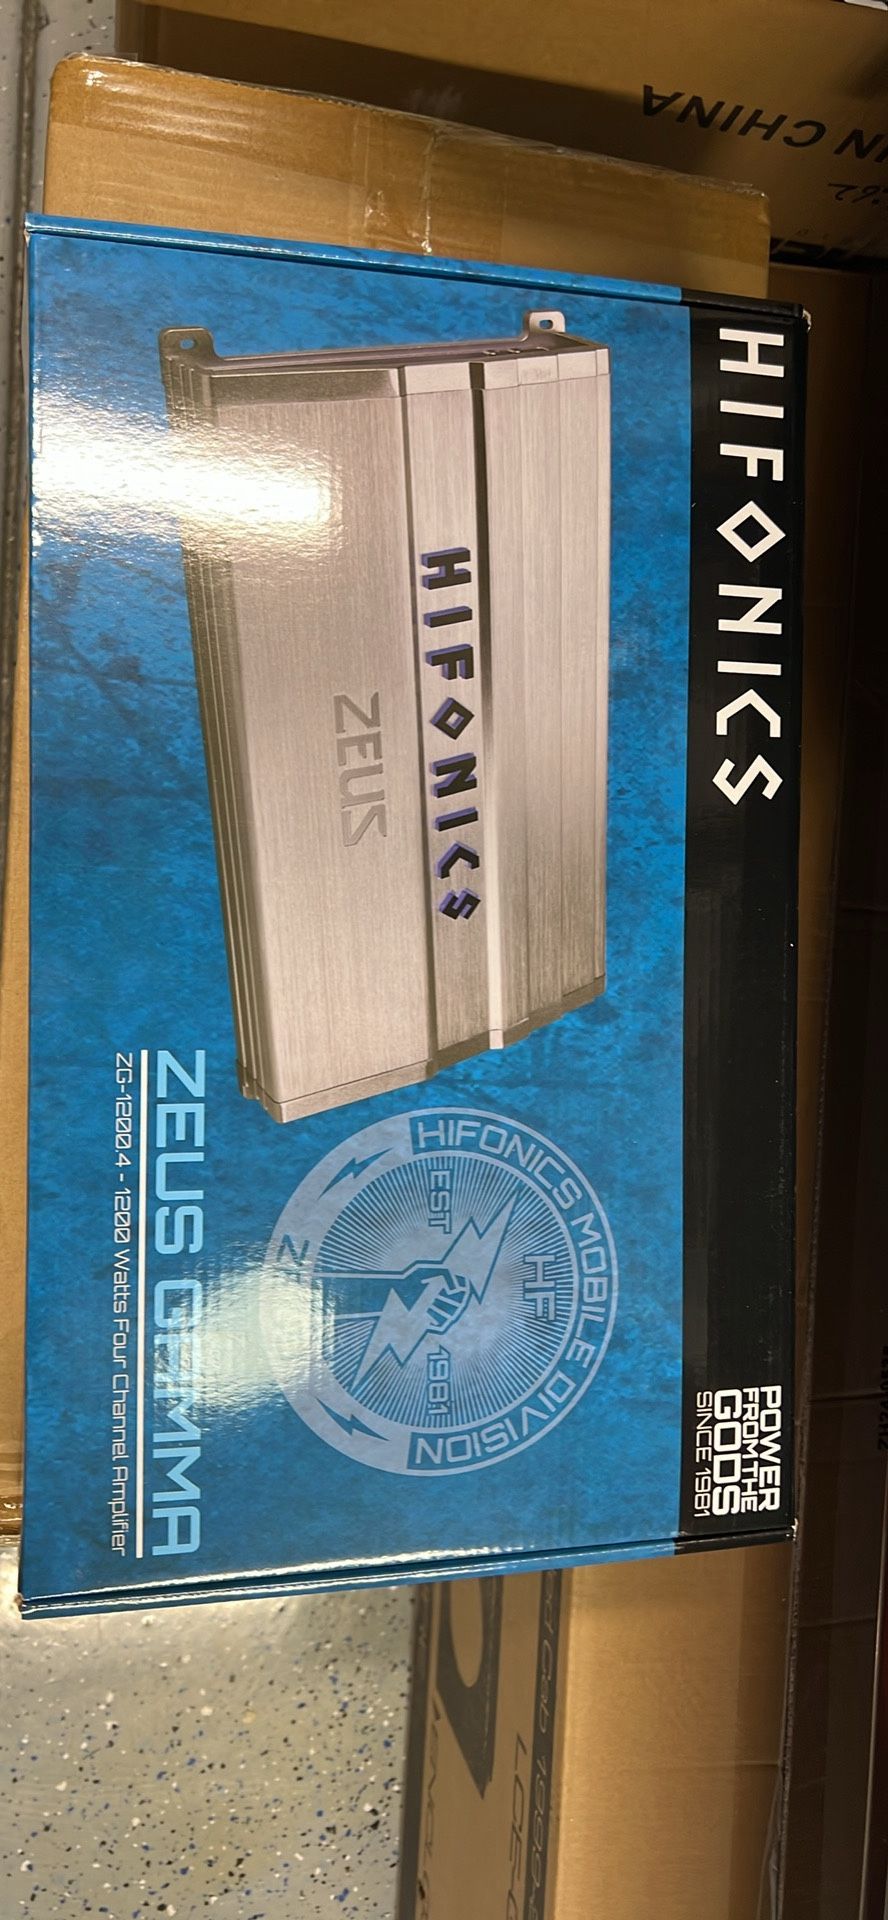 HIFONICS
POWER
FROM THE
GODS
SINCE 1981
HIFONICS
ZEUS
HIFONICS MOBILE DIVISION
HF
EST
1981
ZEUS GAMMA
ZG-1200.4 - 1200 Watts Four Channel Amplifier
IN CHINA